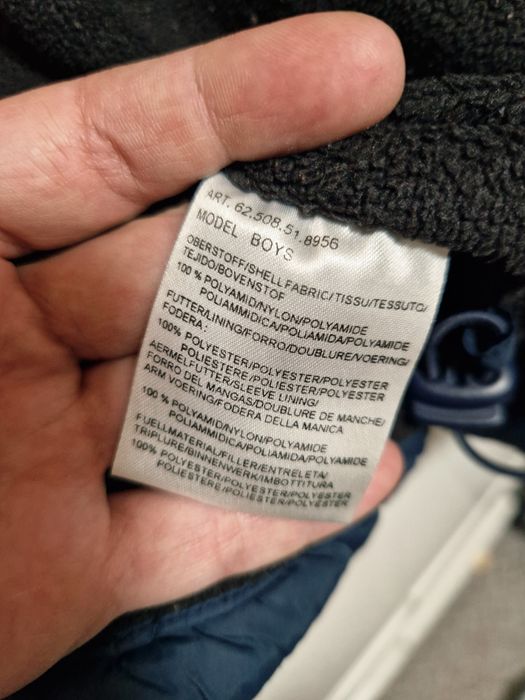 ART. 62.508.51.8956
MODEL BOYS
OBERSTOFF/SHELL FABRIC/TISSU/TESSUTO/
TEJIDO/BOVENSTOF
100 % POLYAMID/NYLON/POLYAMIDE
POLIAMMIDICA/POLIAMIDA/POLYAMIDE
FUTTER/LINING/FORRO/DOUBLURE/VOERING/
FODERA :
100% POLYESTER/POLYESTER/POLYESTER
POLIESTERE/POLIESTER/POLYESTER
AERMELFUTTER/SLEEVE LINING/
FORRO DEL MANGAS/DOUBLURE DE MANCHE/
ARM VOERING/FODERA DELLA MANICA
100 % POLYAMID/NYLON/POLYAMIDE
POLIAMMIDICA/POLIAMIDA/POLYAMIDE
FUELLMATERIAL/FILLER/ENTRELETA/
TRIPLURE/BINNENWERK/IMBOTTITURA
100% POLYESTER/POLYESTER/POLYESTER
POLIESTERE/POLIESTER/POLYESTER